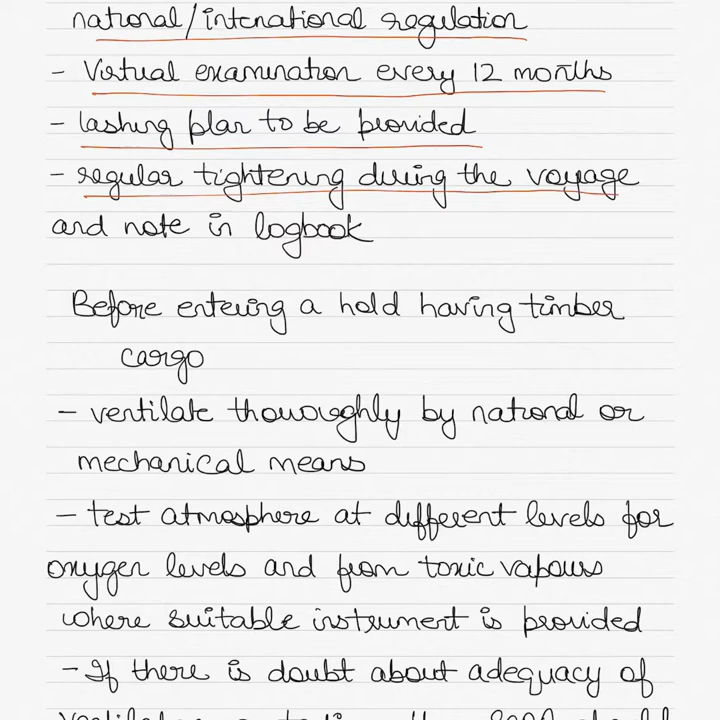 national/international regulation
- Virtual examination every 12 months
- lashing plan to be provided
- regular tightening during the voyage
and note in logbook
Before entering a hold having timber
cargo
- ventilate thoroughly by national or
mechanical means
- test atmosphere at different levels for
oxygen levels and from toxic vapours
where suitable instrument is provided
- If there is doubt about adequacy of